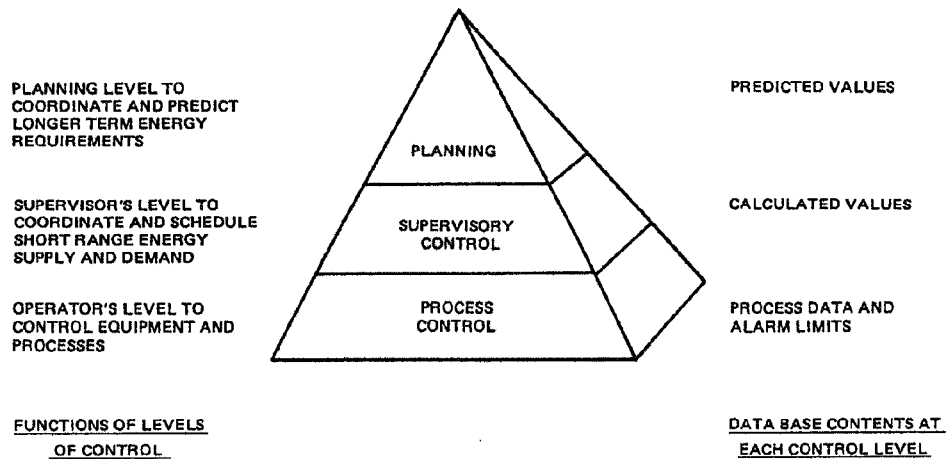 PLANNING LEVEL TO
COORDINATE AND PREDICT
LONGER TERM ENERGY
REQUIREMENTS
PLANNING
PREDICTED VALUES
SUPERVISOR'S LEVEL TO
COORDINATE AND SCHEDULE
SHORT RANGE ENERGY
SUPPLY AND DEMAND
SUPERVISORY
CONTROL
CALCULATED VALUES
OPERATOR'S LEVEL TO
CONTROL EQUIPMENT AND
PROCESSES
PROCESS
CONTROL
PROCESS DATA AND
ALARM LIMITS
FUNCTIONS OF LEVELS
OF CONTROL
DATA BASE CONTENTS AT
EACH CONTROL LEVEL